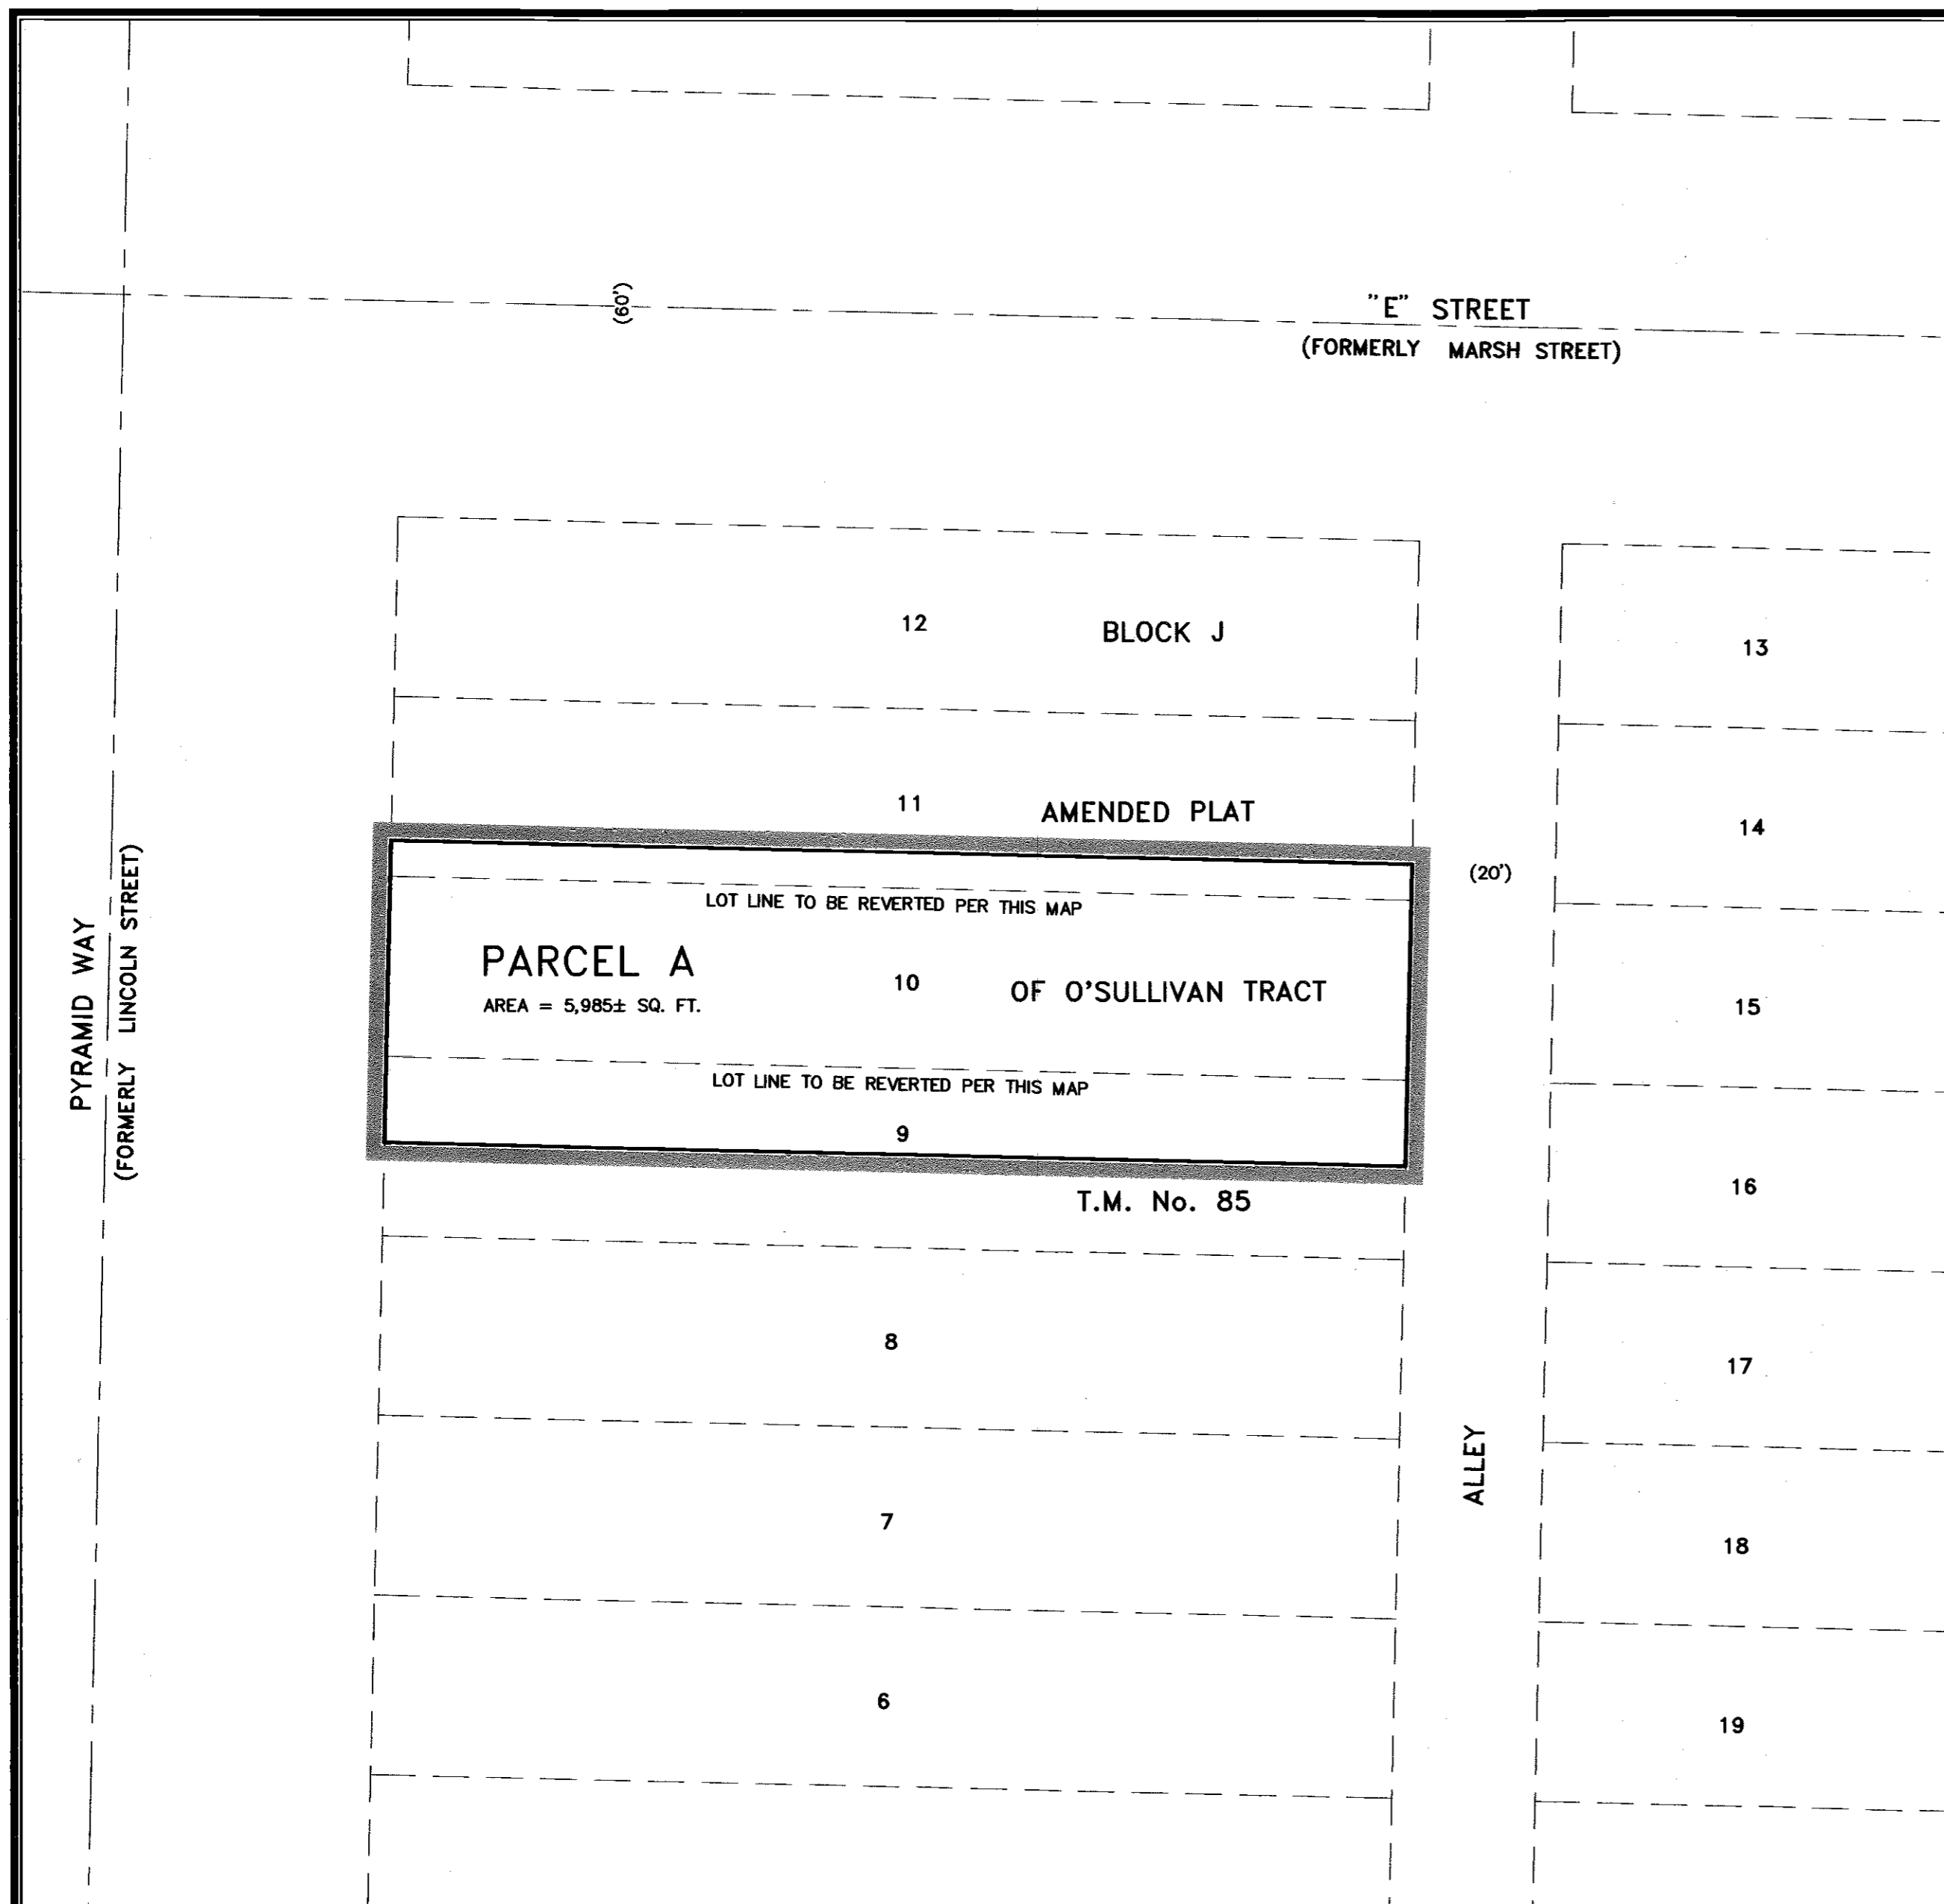 (60')
"E" STREET
(FORMERLY MARSH STREET)
12
BLOCK J
13
11
AMENDED PLAT
14
(20')
LOT LINE TO BE REVERTED PER THIS MAP
PARCEL A
AREA = 5,985± SQ. FT.
10
OF O'SULLIVAN TRACT
15
PYRAMID WAY
(FORMERLY LINCOLN STREET)
LOT LINE TO BE REVERTED PER THIS MAP
9
T.M. No. 85
16
8
17
ALLEY
7
18
6
19